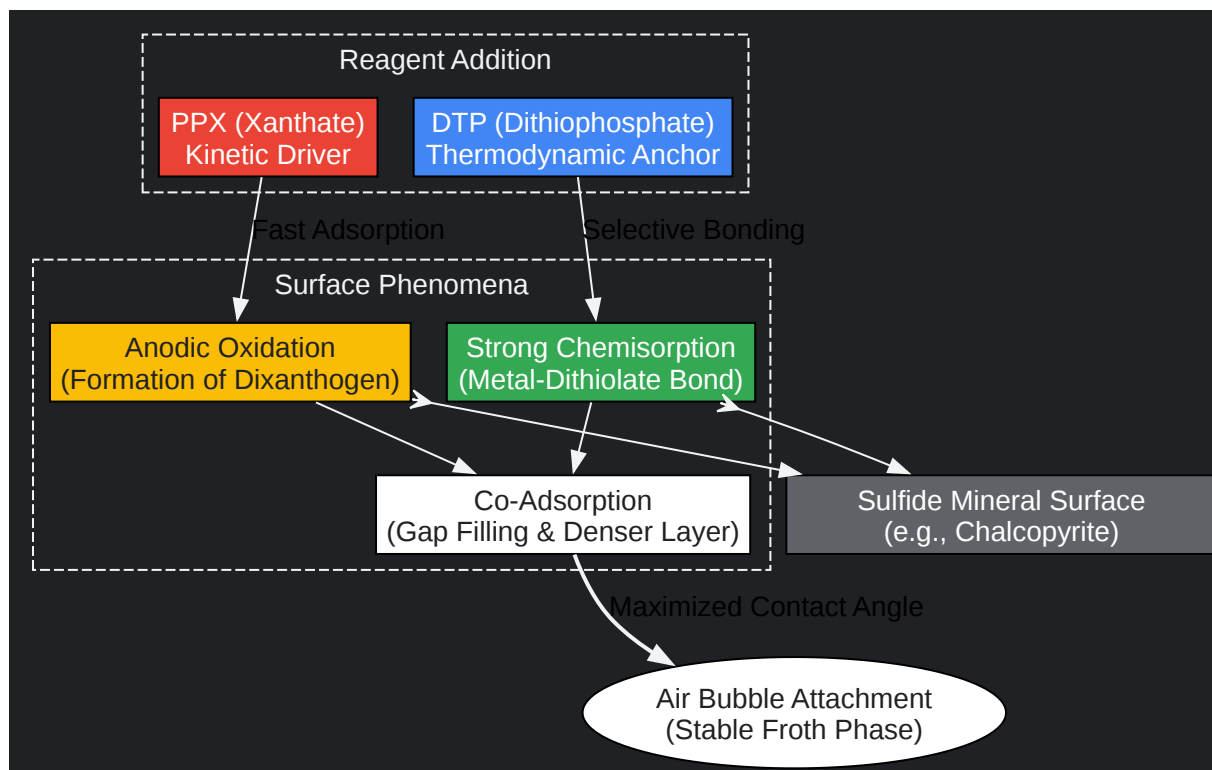 Reagent Addition
PPX (Xanthate)
Kinetic Driver
DTP (Dithiophosphate)
Thermodynamic Anchor
Fast Adsorption
Selective Bonding
Surface Phenomena
Anodic Oxidation
(Formation of Dixanthogen)
Strong Chemisorption
(Metal-Dithiolate Bond)
Co-Adsorption
(Gap Filling & Denser Layer)
Sulfide Mineral Surface
(e.g., Chalcopyrite)
Maximized Contact Angle
Air Bubble Attachment
(Stable Froth Phase)